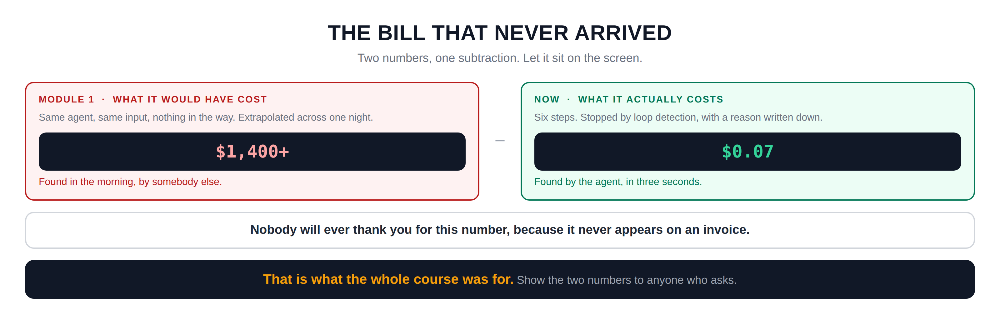 THE BILL THAT NEVER ARRIVED
Two numbers, one subtraction. Let it sit on the screen.
MODULE 1 · WHAT IT WOULD HAVE COST
Same agent, same input, nothing in the way. Extrapolated across one night.
$1,400+
Found in the morning, by somebody else.
–
NOW · WHAT IT ACTUALLY COSTS
Six steps. Stopped by loop detection, with a reason written down.
$0.07
Found by the agent, in three seconds.
Nobody will ever thank you for this number, because it never appears on an invoice.
That is what the whole course was for. Show the two numbers to anyone who asks.